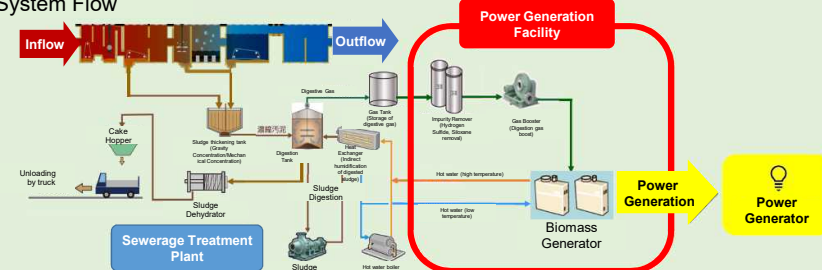 System Flow
Inflow
Outflow
Power Generation
Facility
Digestive Gas
Gas Tank
(Storage of
digestive gas)
Impurity Remover
(Hydrogen
Sulfide, Siloxane
removal)
Gas Booster
(Digestion gas
boost)
Cake
Hopper
Sludge thickening tank
(Gravity
Concentration/Mechan
ical Concentration)
濃縮汚泥
Digestion
Tank
Heat
Exchanger
(Indirect
humidification
of digested
sludge)
Unloading
by truck
Sludge
Dehydrator
Sludge
Digestion
Hot water (high temperature)
Hot water (low
temperature)
Biomass
Generator
Power
Generation
Power
Generator
Sewerage Treatment
Plant
Sludge
Hot water boiler